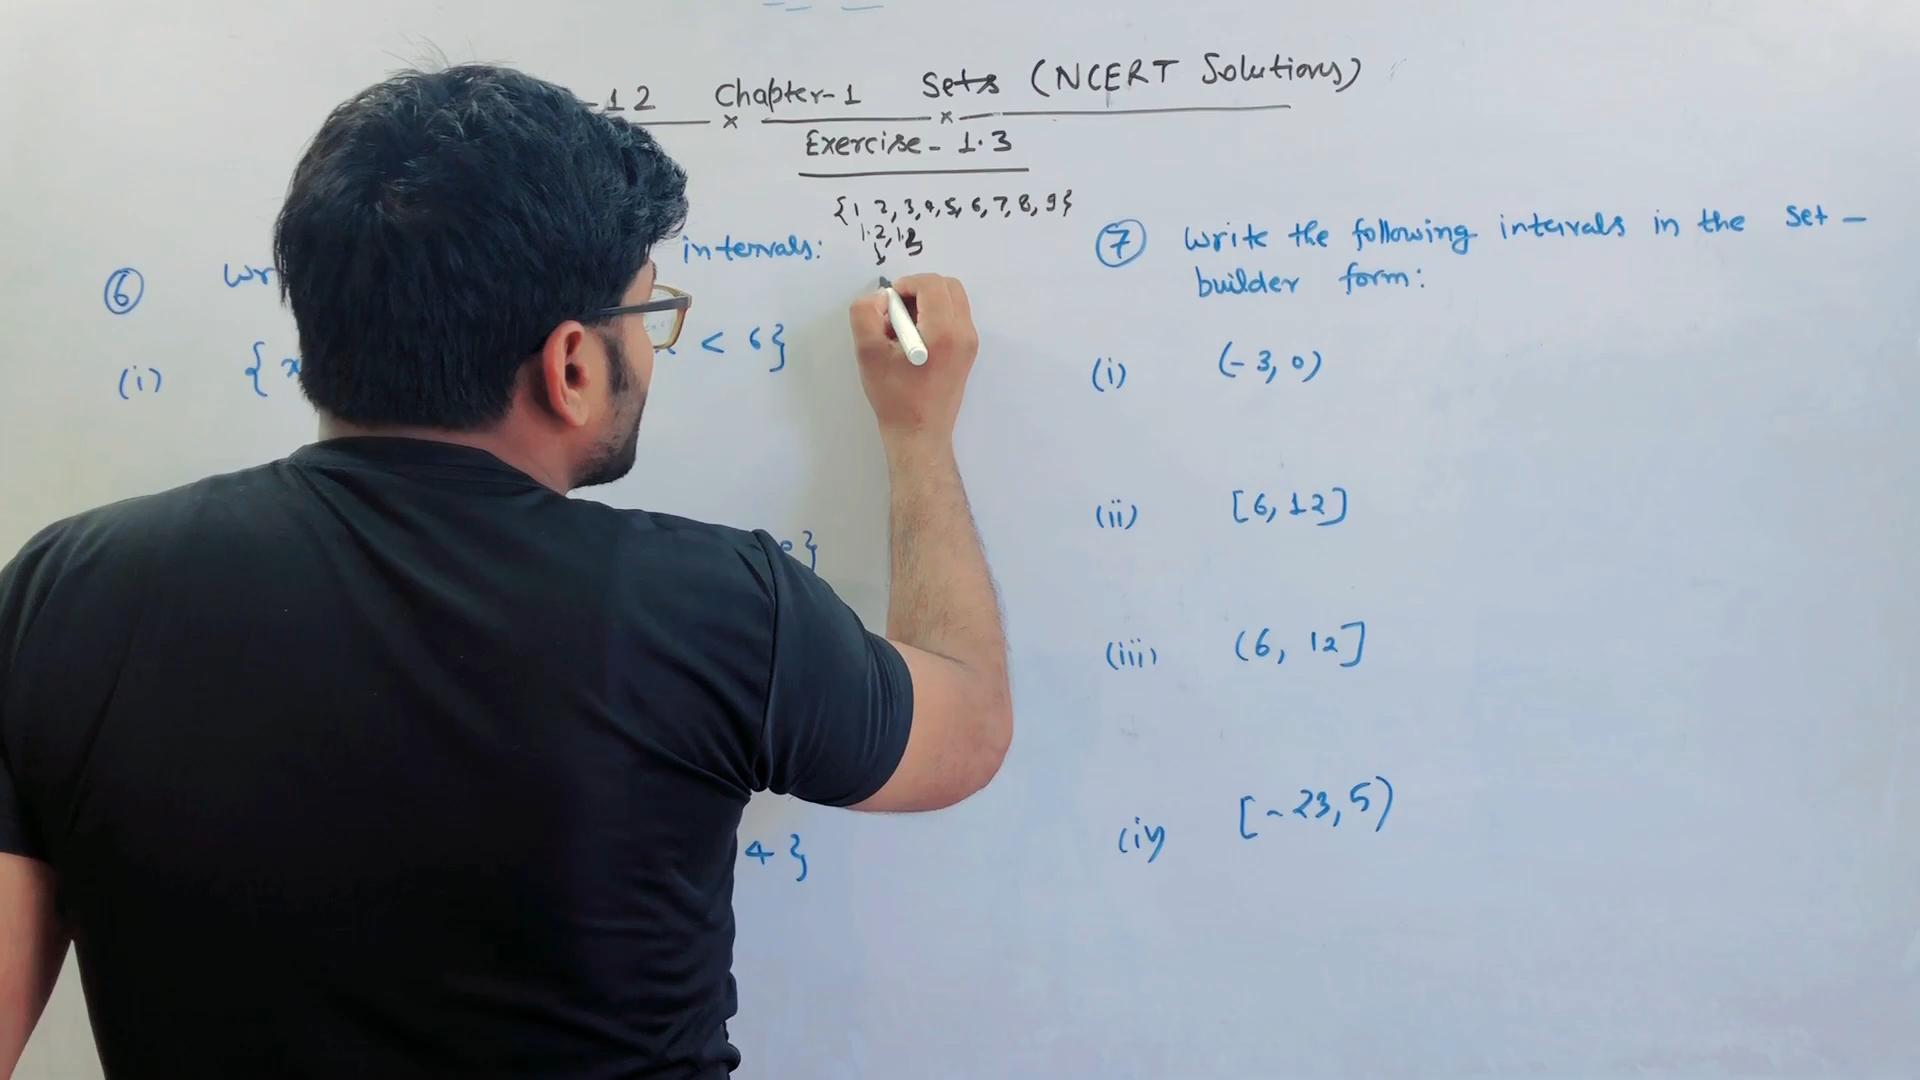 -12 Chapter-1 Sets (NCERT Solutions)
Exercise - 1.3
{1, 2, 3, 4, 5, 6, 7, 8, 9}
1.2, 1.3
6 wr intervals:
(i) {x < 6}
}
4 }
7 Write the following intervals in the set-
builder form:
(i) (-3, 0)
(ii) [6, 12]
(iii) (6, 12]
(iv) [-23, 5)